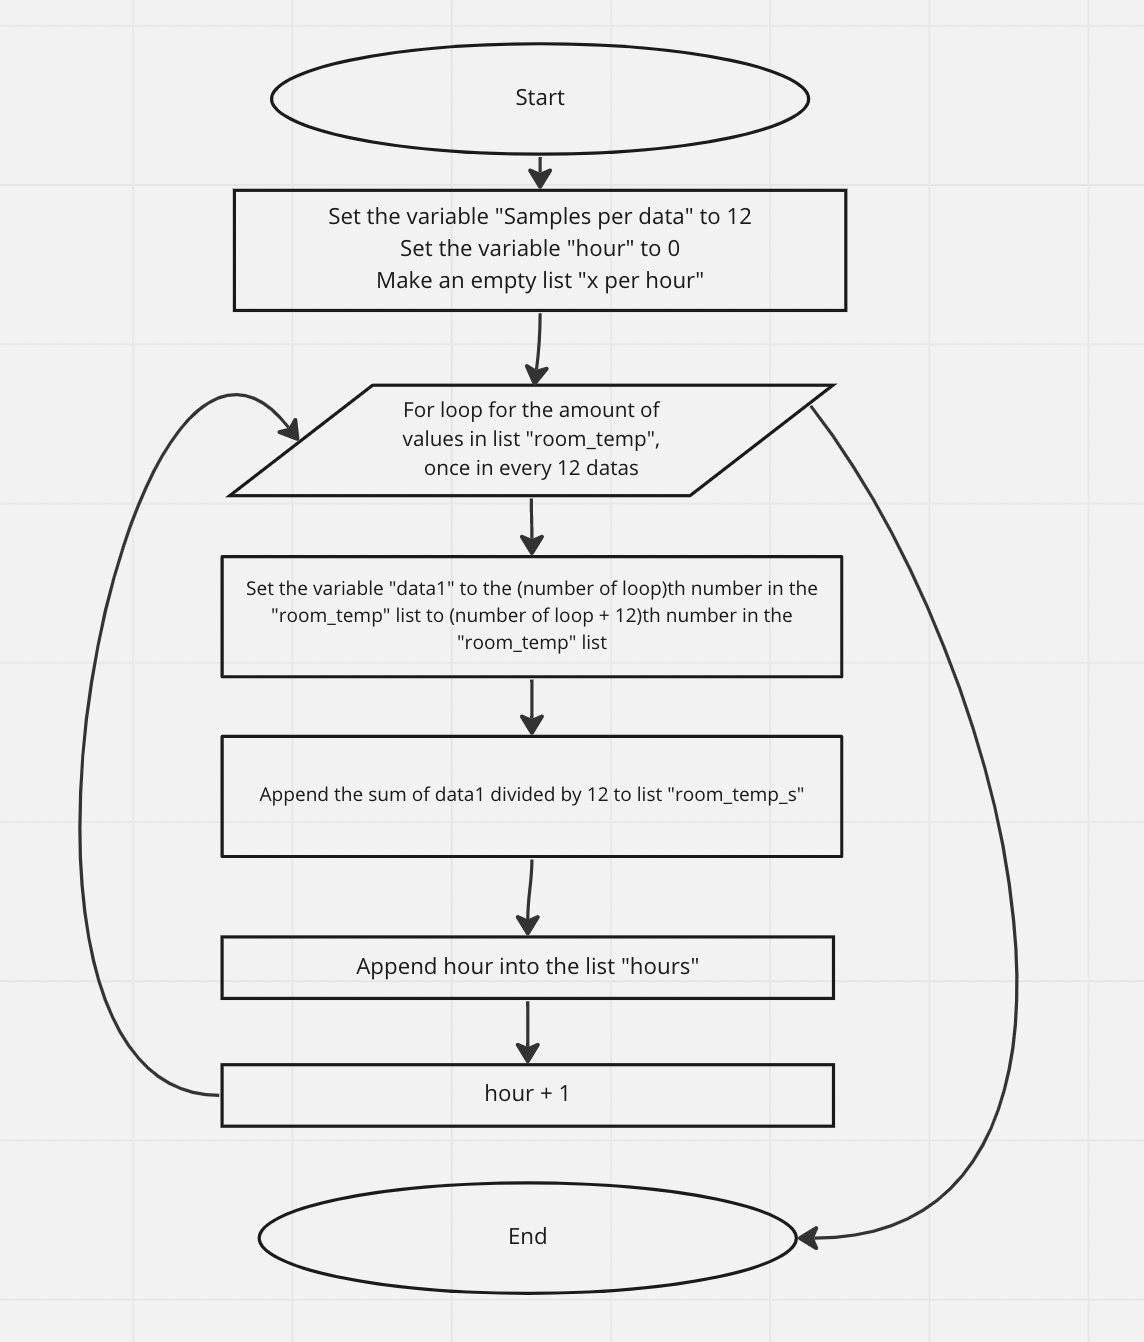 Start
Set the variable "Samples per data" to 12
Set the variable "hour" to 0
Make an empty list "x per hour"
For loop for the amount of
values in list "room_temp",
once in every 12 datas
Set the variable "data1" to the (number of loop)th number in the
"room_temp" list to (number of loop + 12)th number in the
"room_temp" list
Append the sum of data1 divided by 12 to list "room_temp_s"
Append hour into the list "hours"
hour + 1
End